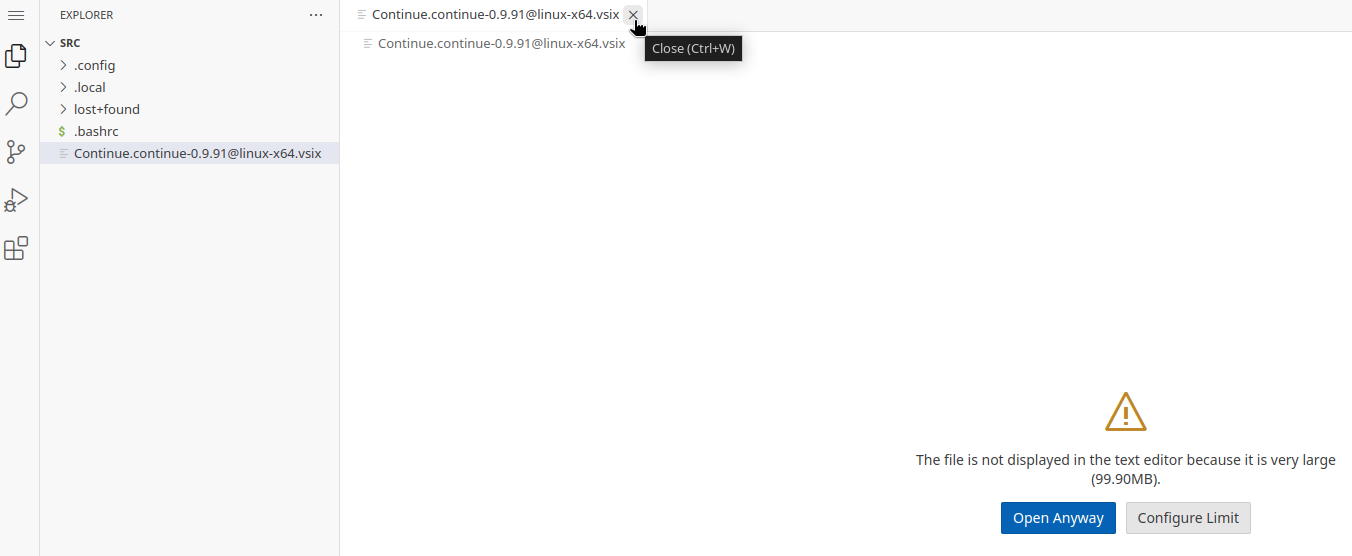 EXPLORER
SRC
.config
.local
lost+found
$ .bashrc
Continue.continue-0.9.91@linux-x64.vsix
Continue.continue-0.9.91@linux-x64.vsix
Continue.continue-0.9.91@linux-x64.vsix
Close (Ctrl+W)
The file is not displayed in the text editor because it is very large
(99.90MB).
Open Anyway
Configure Limit